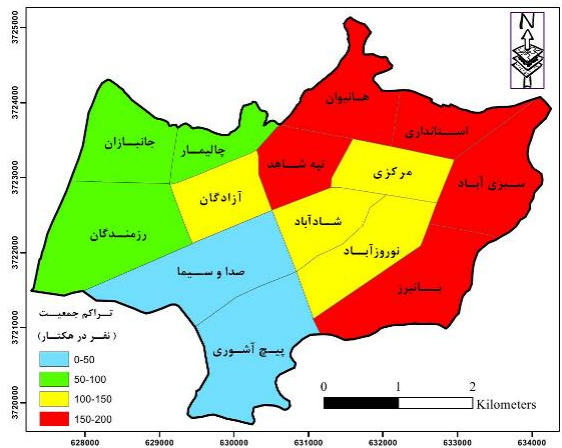 3725000
3724000
3723000
3722000
3721000
3720000
N
هانیوان
استانداری
جانبازان
چالیمار
تپه شاهد
مرکزی
سبزی آباد
آزادگان
شادآباد
رزمندگان
نوروزآباد
صدا و سیما
بانبرز
پیچ آشوری
تراکم جمعیت
(نفر در هکتار)
0-50
50-100
100-150
150-200
0 1 2
Kilometers
628000 629000 630000 631000 632000 633000 634000